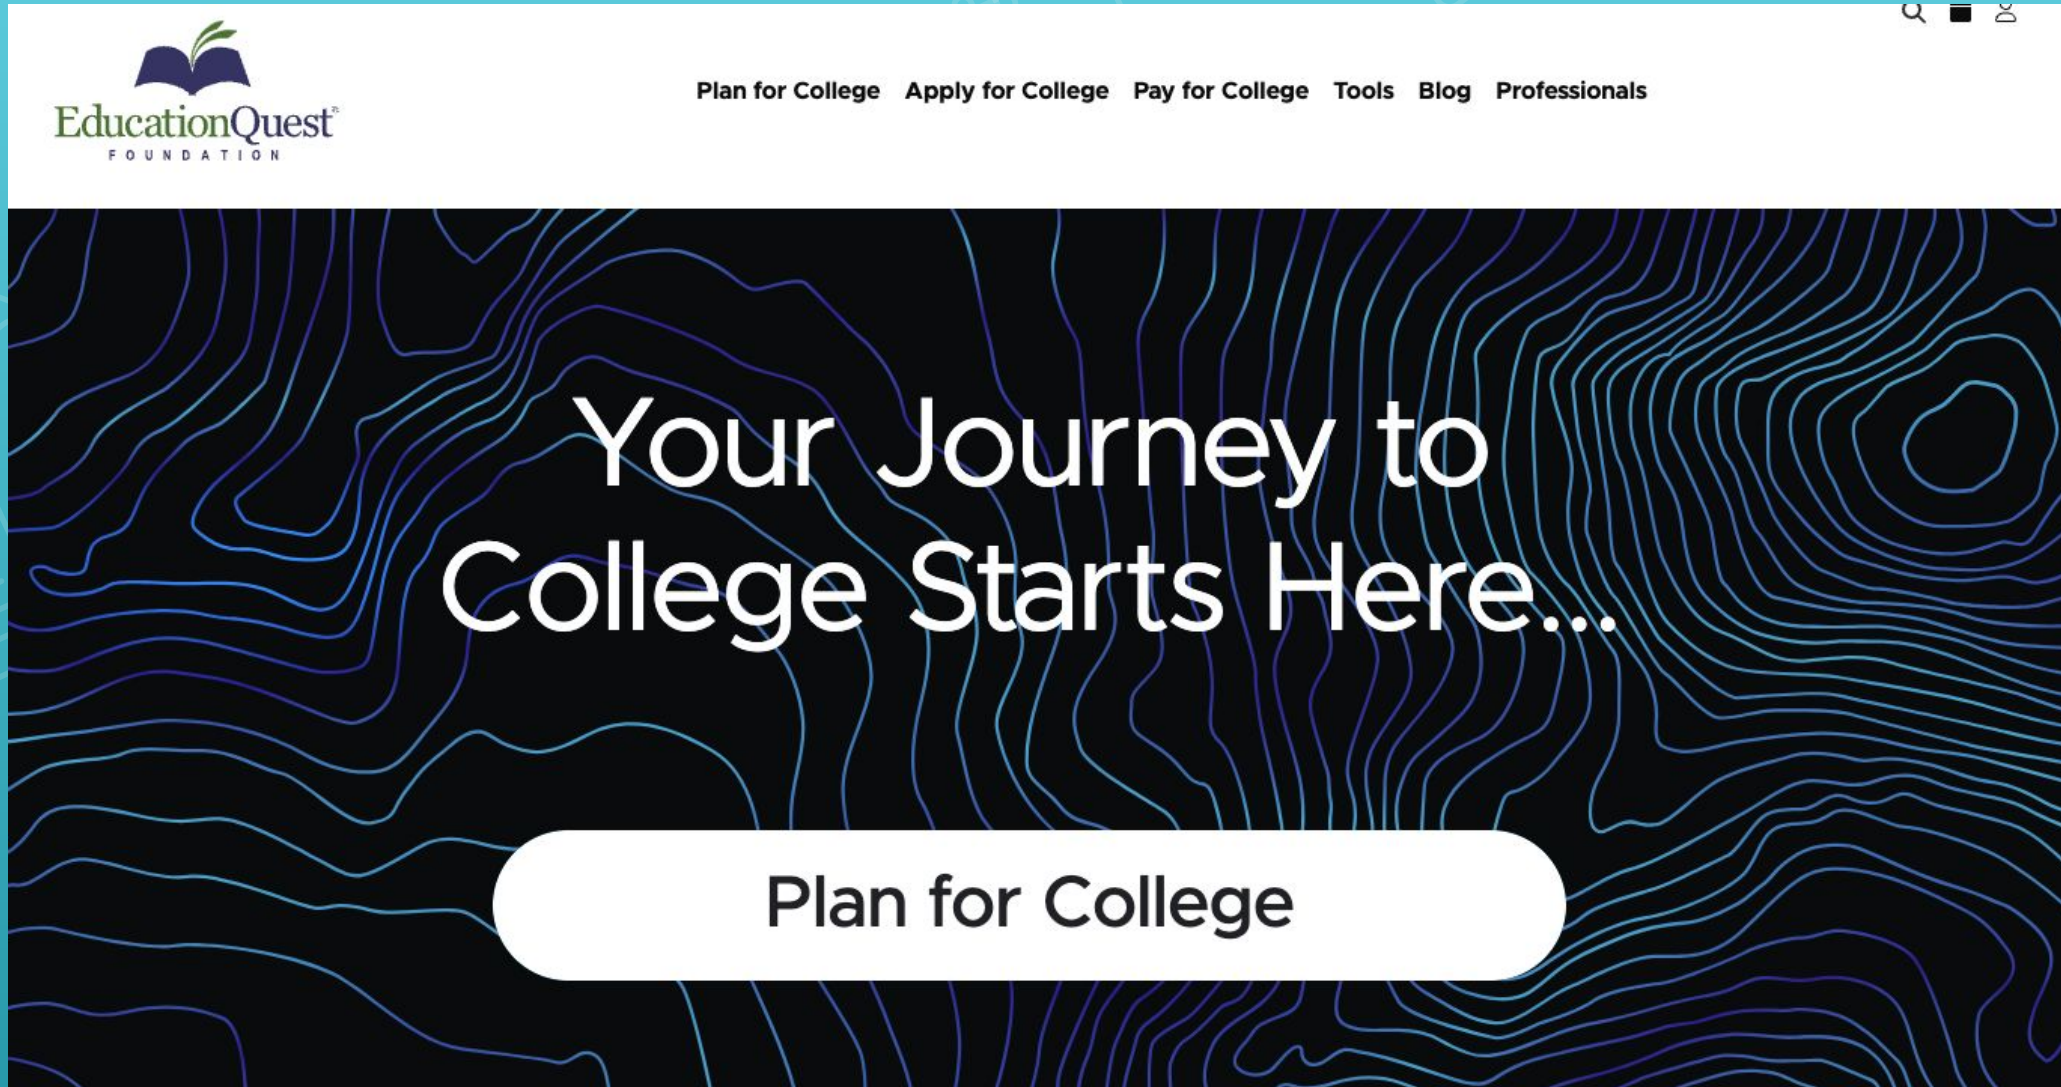 EducationQuest
FOUNDATION
Plan for College Apply for College Pay for College Tools Blog Professionals
Your Journey to
College Starts Here...
Plan for College